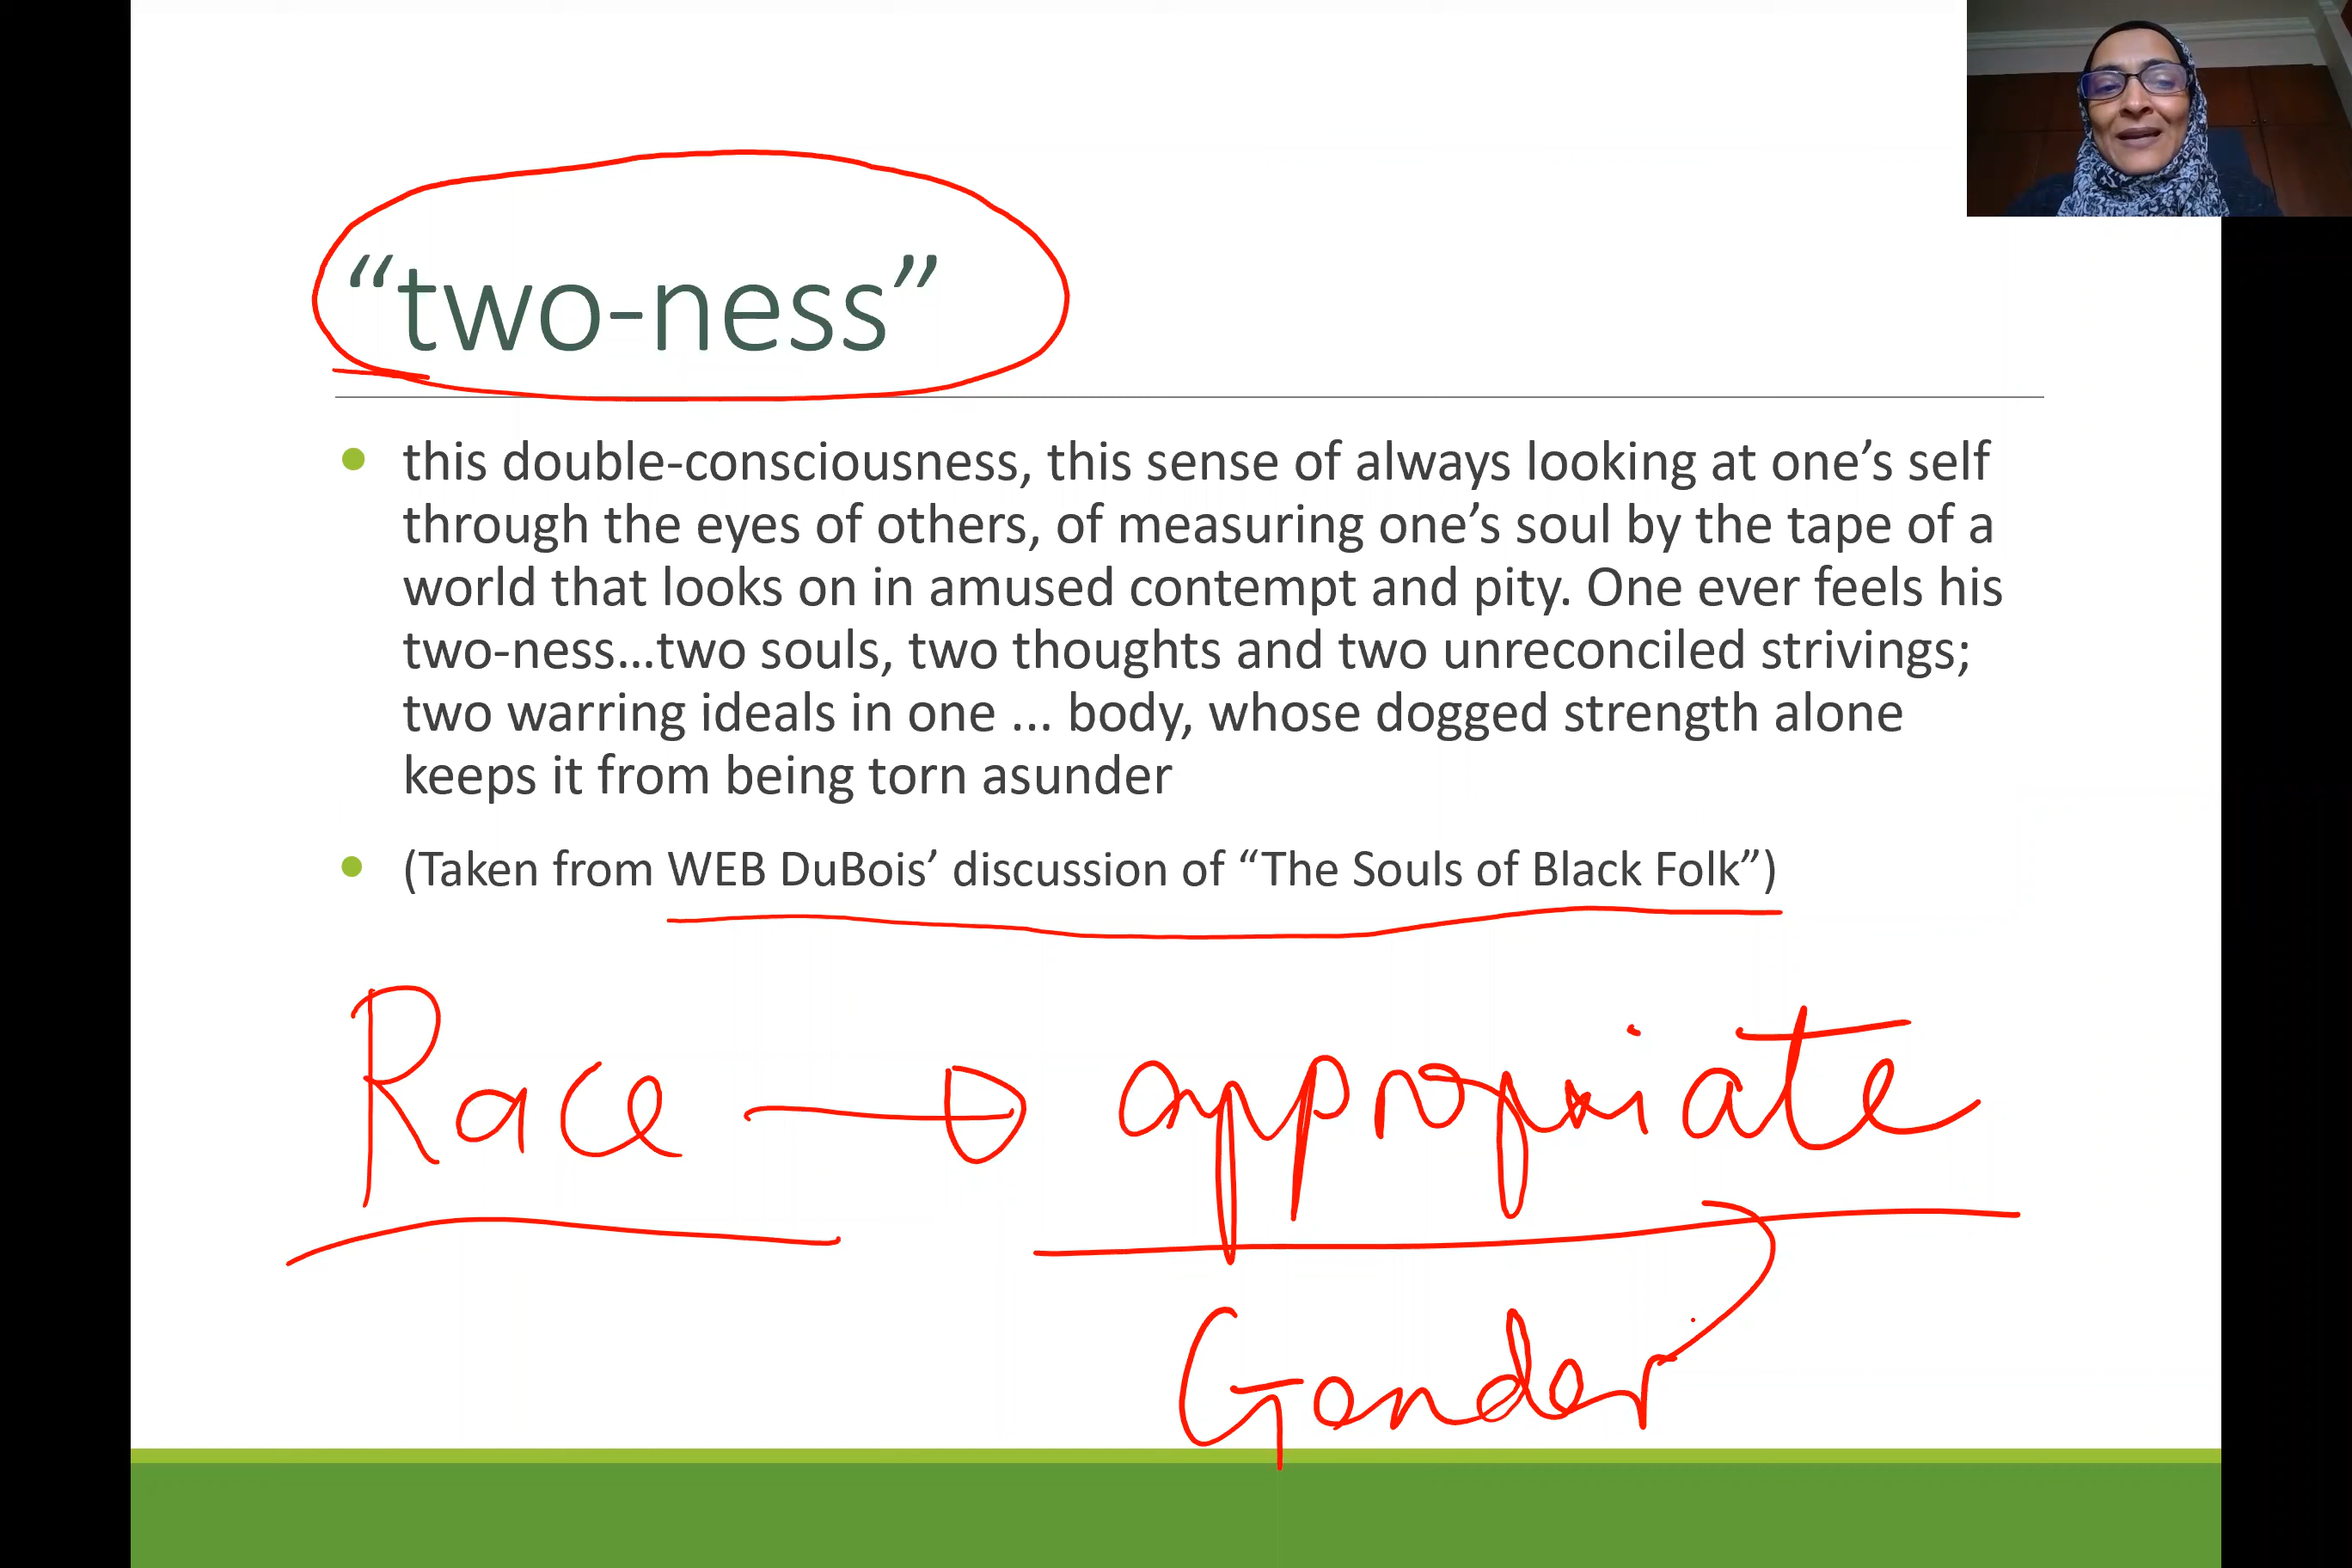 “two-ness”
• this double-consciousness, this sense of always looking at one’s self
through the eyes of others, of measuring one’s soul by the tape of a
world that looks on in amused contempt and pity. One ever feels his
two-ness…two souls, two thoughts and two unreconciled strivings;
two warring ideals in one ... body, whose dogged strength alone
keeps it from being torn asunder
• (Taken from WEB DuBois’ discussion of “The Souls of Black Folk”)
Race → appropriate
Gender